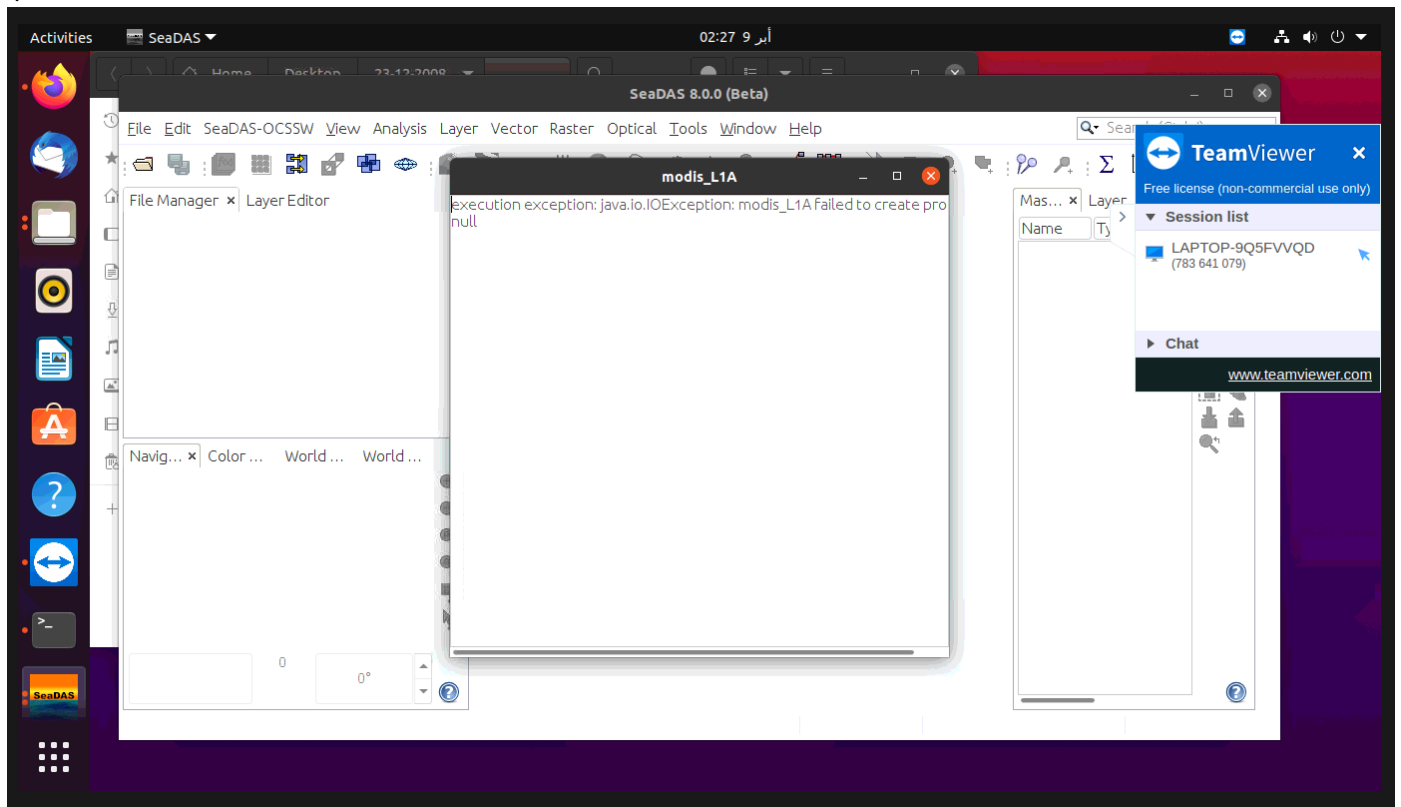 Activities SeaDAS 02:27 9 أبر
Home Desktop 23-12-2008
SeaDAS 8.0.0 (Beta)
File Edit SeaDAS-OCSSW View Analysis Layer Vector Raster Optical Tools Window Help
TeamViewer
Free license (non-commercial use only)
Session list
LAPTOP-9Q5FVVQD
(783 641 079)
Chat
www.teamviewer.com
File Manager Layer Editor
modis_L1A
execution exception: java.io.IOException: modis_L1A failed to create pro
null
Mas... Layer
Name
Navig... Color ... World ... World ...
0
0°
SeaDAS